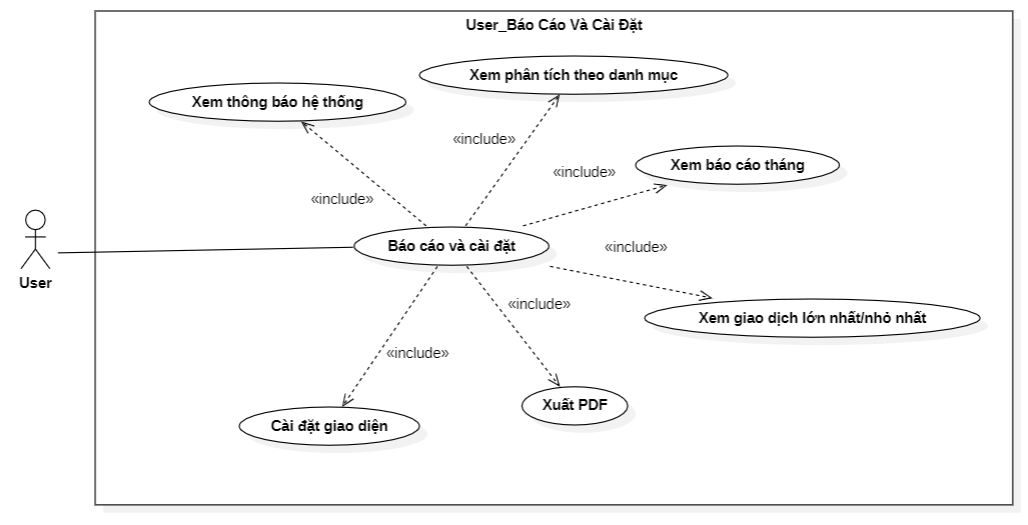 User_Báo Cáo Và Cài Đặt
Xem phân tích theo danh mục
Xem thông báo hệ thống
«include»
Xem báo cáo tháng
«include»
«include»
User
Báo cáo và cài đặt
«include»
Xem giao dịch lớn nhất/nhỏ nhất
«include»
«include»
Xuất PDF
Cài đặt giao diện